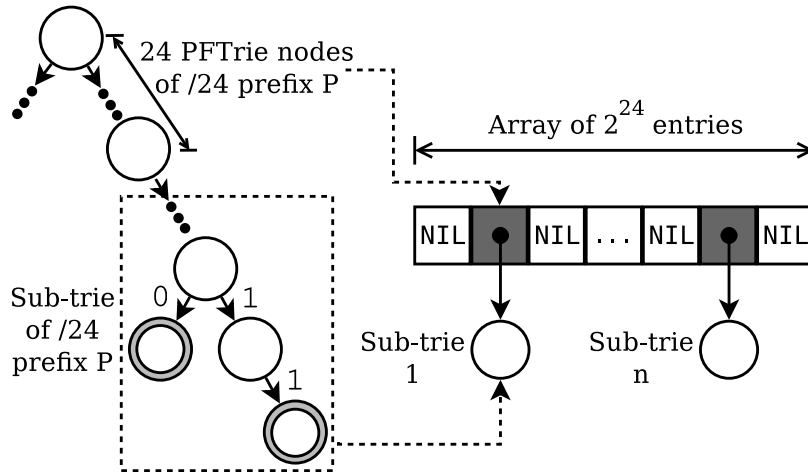 24 PFTrie nodes
of /24 prefix P
Array of 2^24 entries
NIL NIL ... NIL NIL
0 1
1
Sub-trie
of /24
prefix P
Sub-trie
1
Sub-trie
n